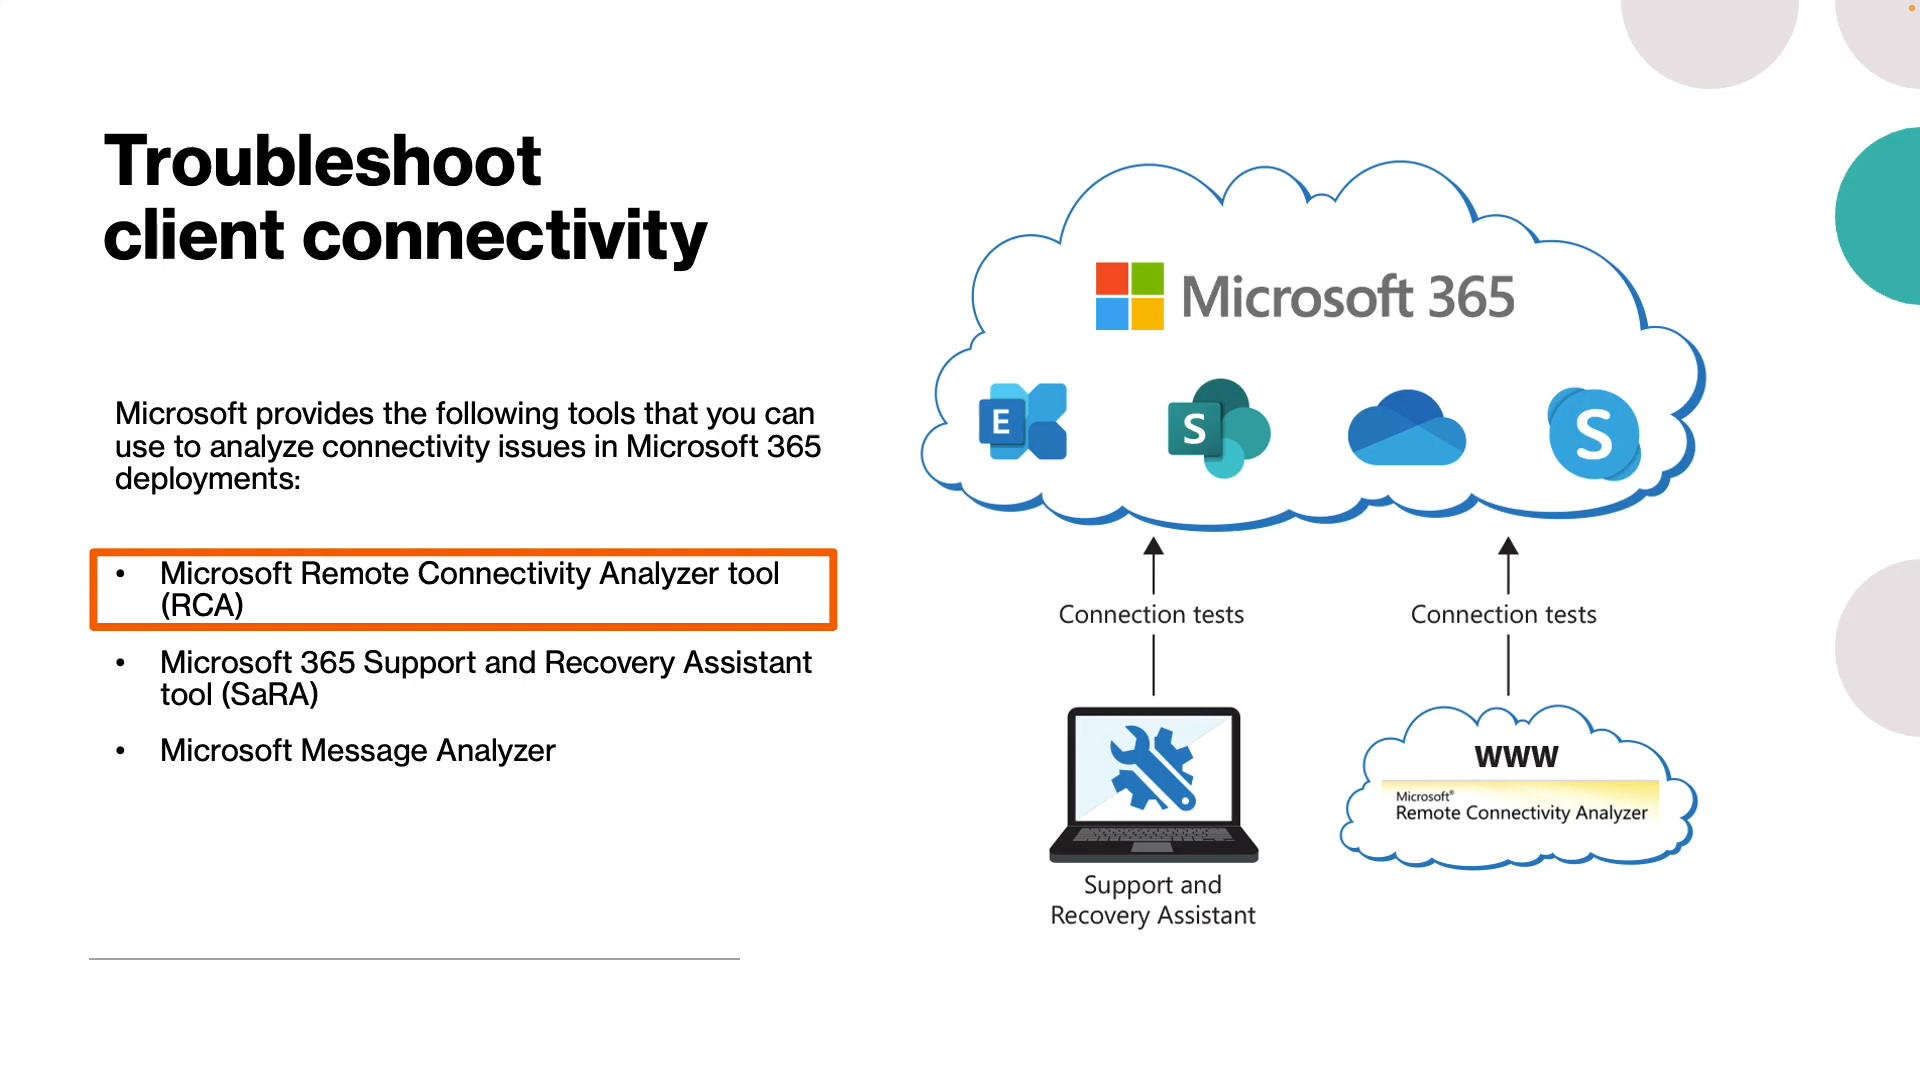 Troubleshoot
client connectivity
Microsoft provides the following tools that you can
use to analyze connectivity issues in Microsoft 365
deployments:
• Microsoft Remote Connectivity Analyzer tool
(RCA)
• Microsoft 365 Support and Recovery Assistant
tool (SaRA)
• Microsoft Message Analyzer
Microsoft 365
E
S
S
Connection tests
Connection tests
Support and
Recovery Assistant
WWW
Microsoft®
Remote Connectivity Analyzer